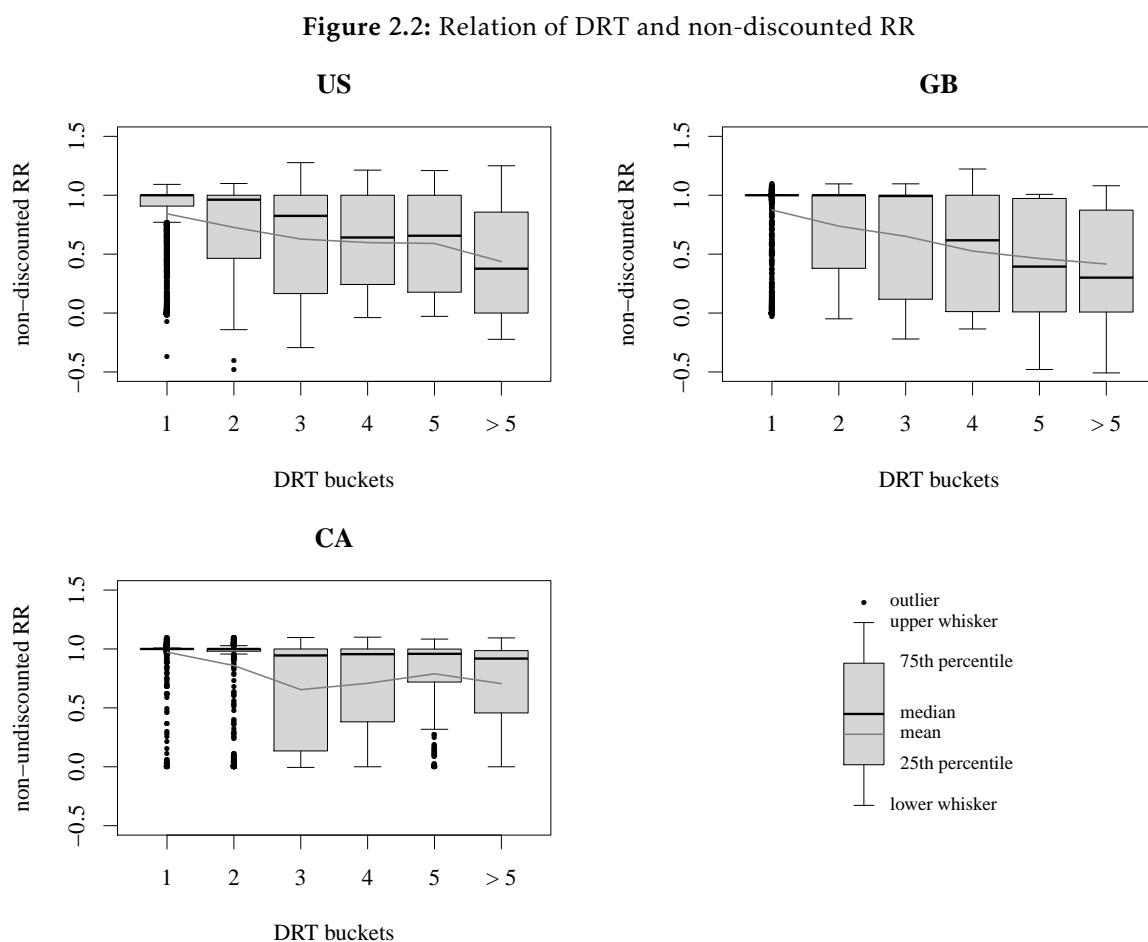 Figure 2.2: Relation of DRT and non-discounted RR
US
non−discounted RR
1.5
1.0
0.5
0.0
−0.5
1 2 3 4 5 > 5
DRT buckets
GB
non−discounted RR
1.5
1.0
0.5
0.0
−0.5
1 2 3 4 5 > 5
DRT buckets
CA
non−undiscounted RR
1.5
1.0
0.5
0.0
−0.5
1 2 3 4 5 > 5
DRT buckets
outlier
upper whisker
75th percentile
median
mean
25th percentile
lower whisker